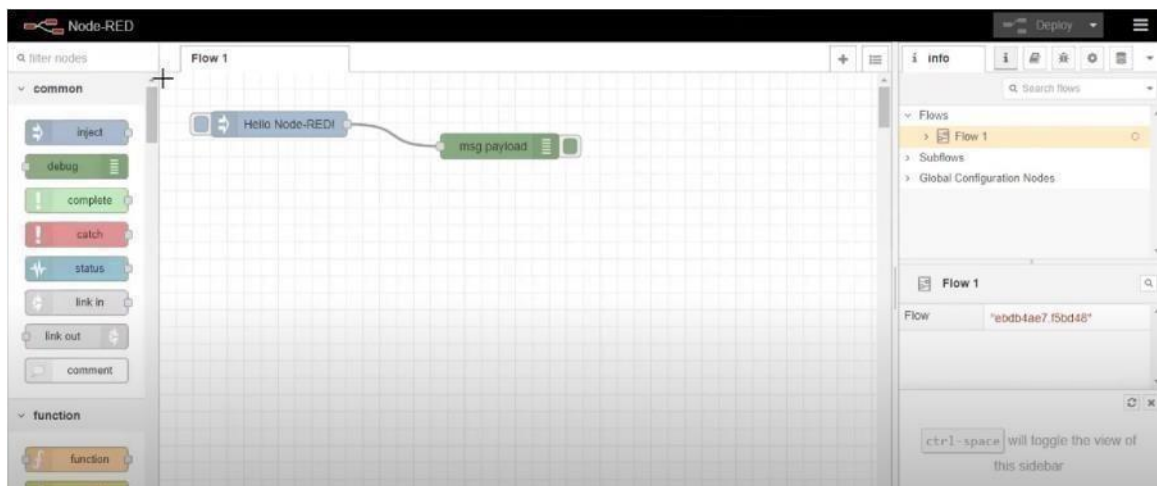 Node-RED
Deploy
filter nodes
Flow 1
i info
i
Search flows
common
inject
debug
complete
catch
status
link in
link out
comment
function
f function
Hello Node-RED!
msg payload
Flows
Flow 1
Subflows
Global Configuration Nodes
Flow 1
Flow "ebdb4ae7.f5bd48"
ctrl-space will toggle the view of
this sidebar